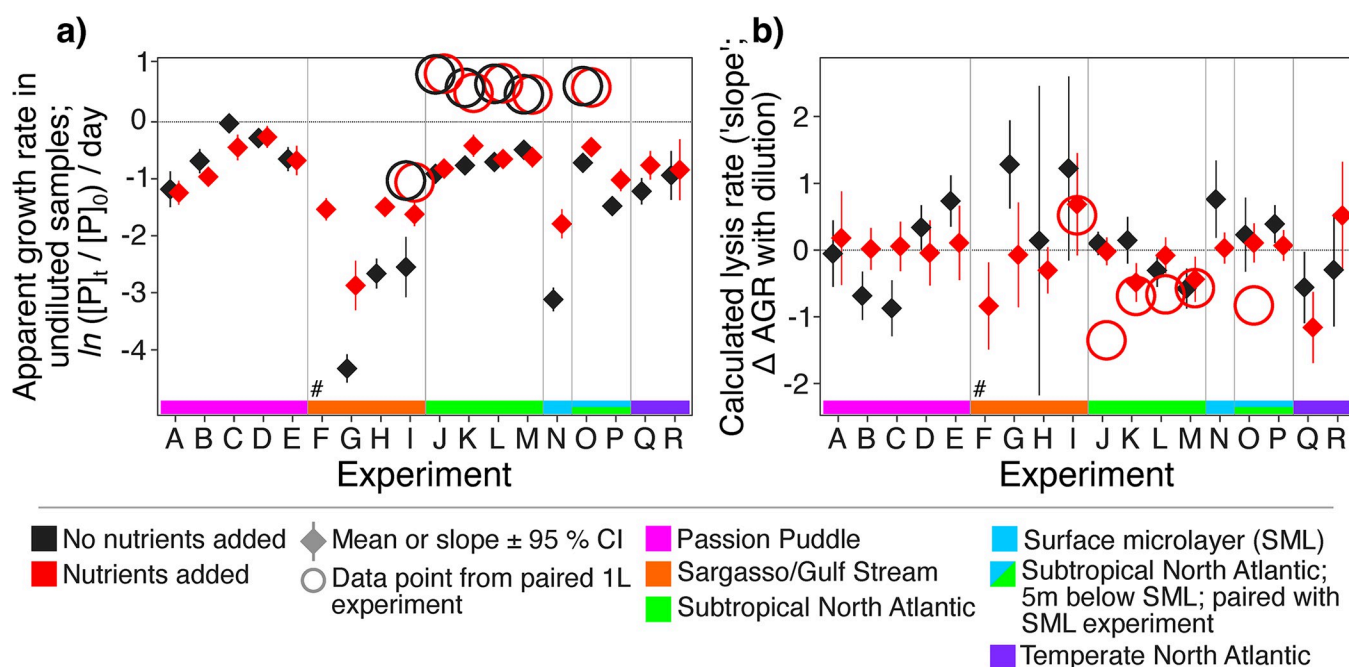 a)
Apparent growth rate in
undiluted samples;
ln ([P]t / [P]0) / day
1
0
-1
-2
-3
-4
#
A B C D E F G H I J K L M N O P Q R
Experiment
b)
Calculated lysis rate ('slope';
Δ AGR with dilution)
2
1
0
-1
-2
#
A B C D E F G H I J K L M N O P Q R
Experiment
No nutrients added
Nutrients added
Mean or slope ± 95 % CI
Data point from paired 1L
experiment
Passion Puddle
Sargasso/Gulf Stream
Subtropical North Atlantic
Surface microlayer (SML)
Subtropical North Atlantic;
5m below SML; paired with
SML experiment
Temperate North Atlantic